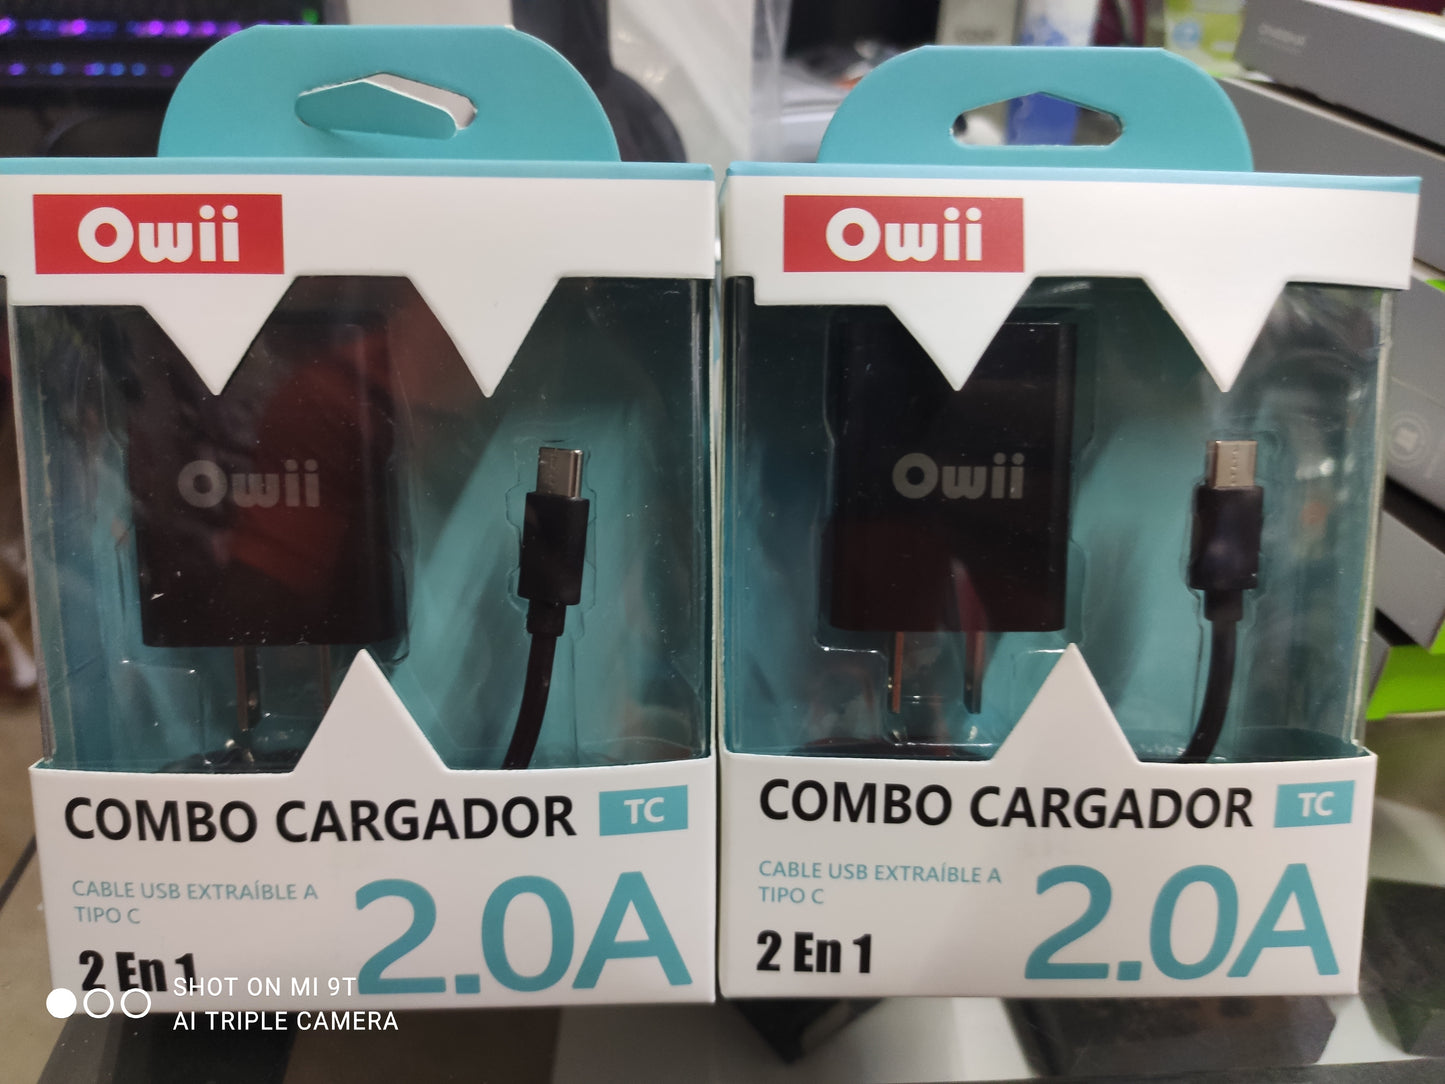 Owii
Owii
COMBO CARGADOR TC
CABLE USB EXTRAÍBLE A
TIPO C
2.0A
2 En 1
Owii
Owii
COMBO CARGADOR TC
CABLE USB EXTRAÍBLE A
TIPO C
2.0A
2 En 1
SHOT ON MI 9T
AI TRIPLE CAMERA